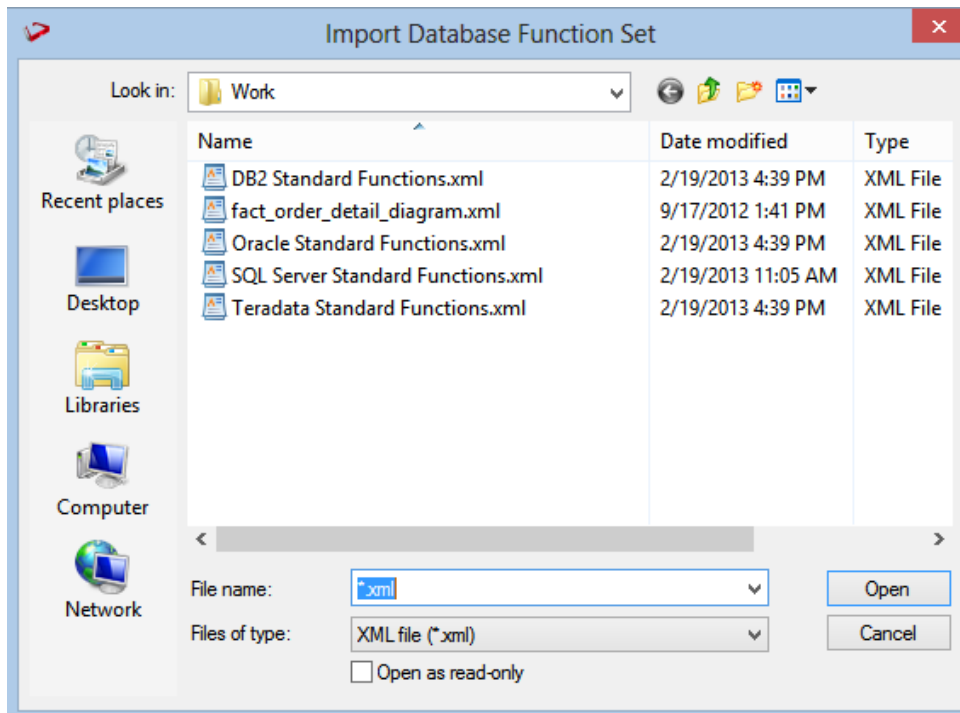 Import Database Function Set
Look in: Work
Name Date modified Type
DB2 Standard Functions.xml 2/19/2013 4:39 PM XML File
fact_order_detail_diagram.xml 9/17/2012 1:41 PM XML File
Oracle Standard Functions.xml 2/19/2013 4:39 PM XML File
SQL Server Standard Functions.xml 2/19/2013 11:05 AM XML File
Teradata Standard Functions.xml 2/19/2013 4:39 PM XML File
Recent places
Desktop
Libraries
Computer
Network
File name: *.xml Open
Files of type: XML file (*.xml) Cancel
Open as read-only